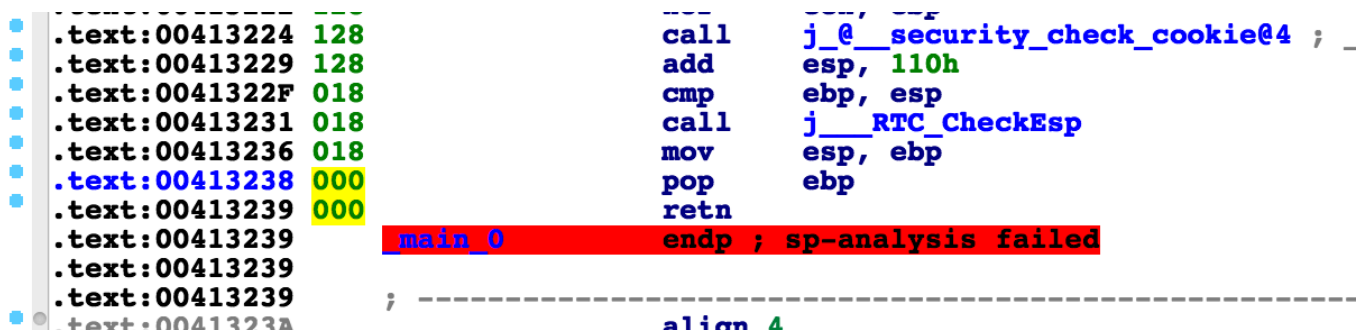 .text:00413224 128 call j_@__security_check_cookie@4 ; _
.text:00413229 128 add esp, 110h
.text:0041322F 018 cmp ebp, esp
.text:00413231 018 call j___RTC_CheckEsp
.text:00413236 018 mov esp, ebp
.text:00413238 000 pop ebp
.text:00413239 000 retn
.text:00413239 _main_0 endp ; sp-analysis failed
.text:00413239
.text:00413239 ; ---------------------------------------------------------------
.text:0041323A align 4